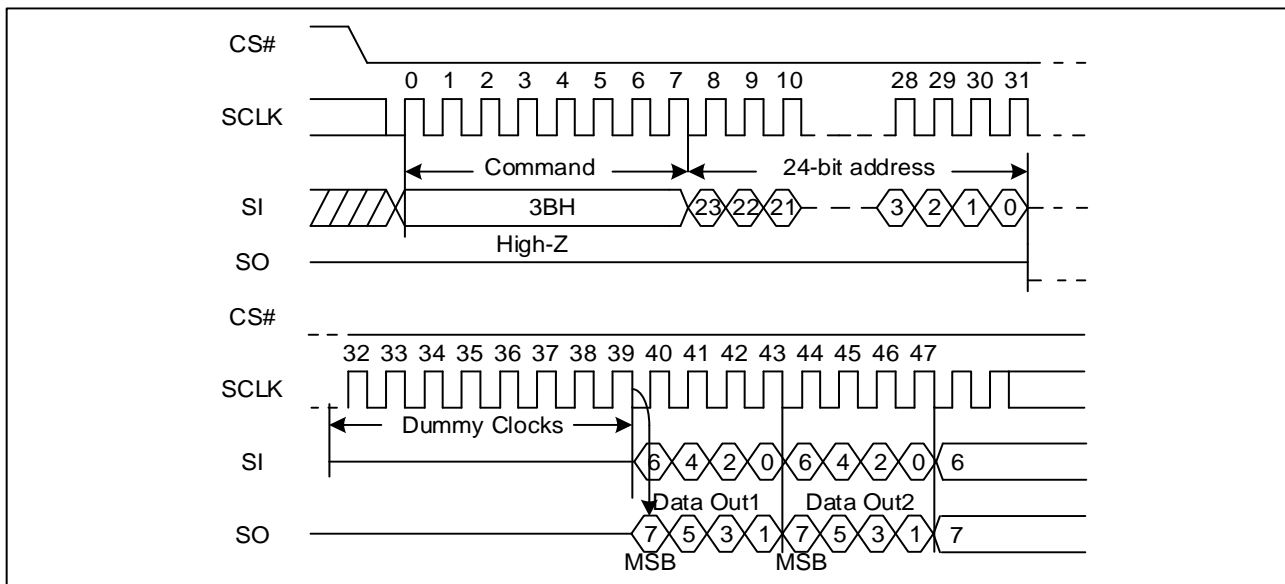 CS#
0 1 2 3 4 5 6 7 8 9 10 28 29 30 31
SCLK
Command 24-bit address
SI 3BH 23 22 21 3 2 1 0
High-Z
SO
CS#
32 33 34 35 36 37 38 39 40 41 42 43 44 45 46 47
SCLK
Dummy Clocks
SI 6 4 2 0 6 4 2 0 6
Data Out1 Data Out2
SO 7 5 3 1 7 5 3 1 7
MSB MSB